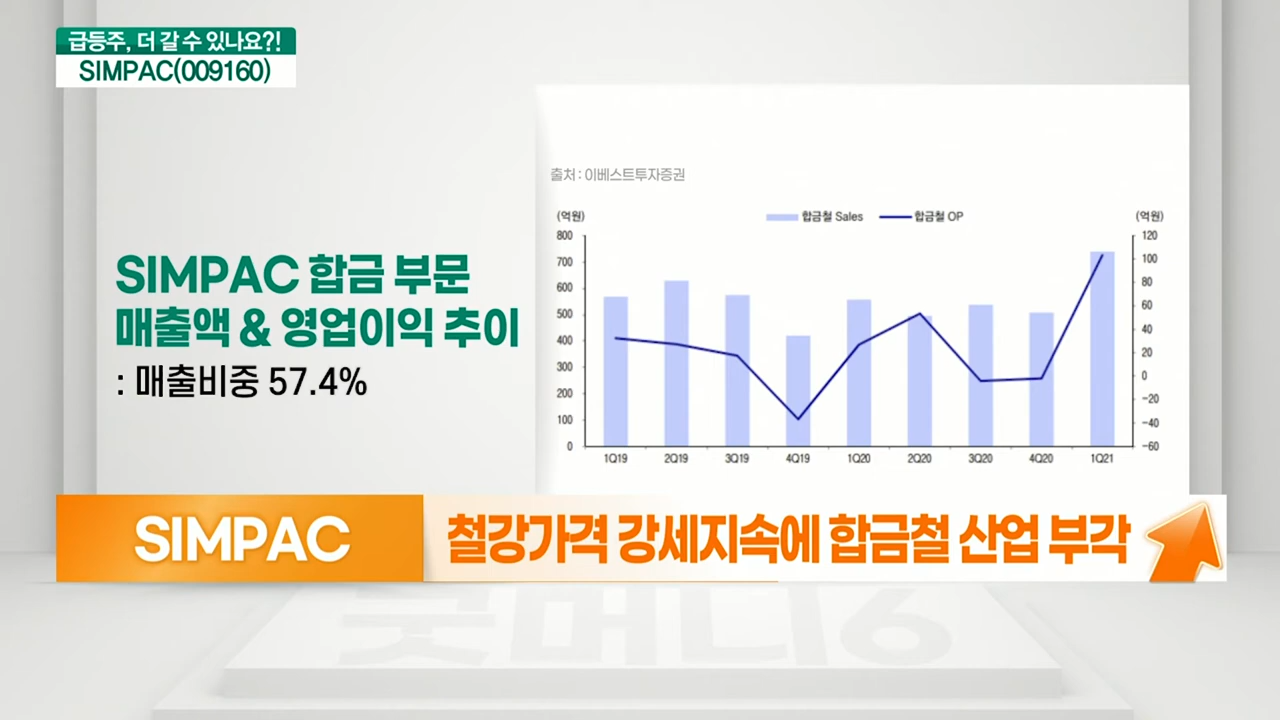 급등주, 더 갈 수 있나요?!
SIMPAC(009160)
출처 : 이베스트투자증권
(억원)
합금철 Sales
합금철 OP
(억원)
800
700
600
500
400
300
200
100
0
120
100
80
60
40
20
0
-20
-40
-60
1Q19 2Q19 3Q19 4Q19 1Q20 2Q20 3Q20 4Q20 1Q21
SIMPAC 합금 부문
매출액 & 영업이익 추이
: 매출비중 57.4%
SIMPAC
철강가격 강세지속에 합금철 산업 부각
굿머니6